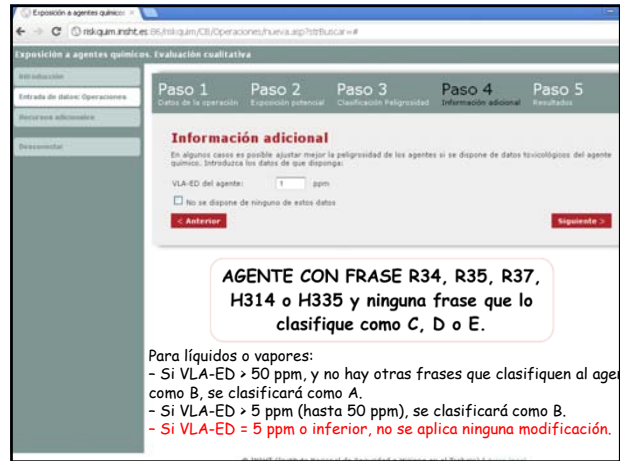 Exposición a agentes químicos
riskquim.insht.es:86/riskquim/CB/Operaciones/nueva.asp?strBuscar=#
Exposición a agentes químicos. Evaluación cualitativa
Introducción
Entrada de datos: Operaciones
Recursos adicionales
Desconectar
Paso 1
Datos de la operación
Paso 2
Exposición potencial
Paso 3
Clasificación Peligrosidad
Paso 4
Información adicional
Paso 5
Resultados
Información adicional
En algunos casos es posible ajustar mejor la peligrosidad de los agentes si se dispone de datos toxicológicos del agente
químico. Introduzca los datos de que disponga:
VLA-ED del agente: 1 ppm
No se dispone de ninguno de estos datos
< Anterior
Siguiente >
AGENTE CON FRASE R34, R35, R37,
H314 o H335 y ninguna frase que lo
clasifique como C, D o E.
Para líquidos o vapores:
- Si VLA-ED > 50 ppm, y no hay otras frases que clasifiquen al age
como B, se clasificará como A.
- Si VLA-ED > 5 ppm (hasta 50 ppm), se clasificará como B.
- Si VLA-ED = 5 ppm o inferior, no se aplica ninguna modificación.